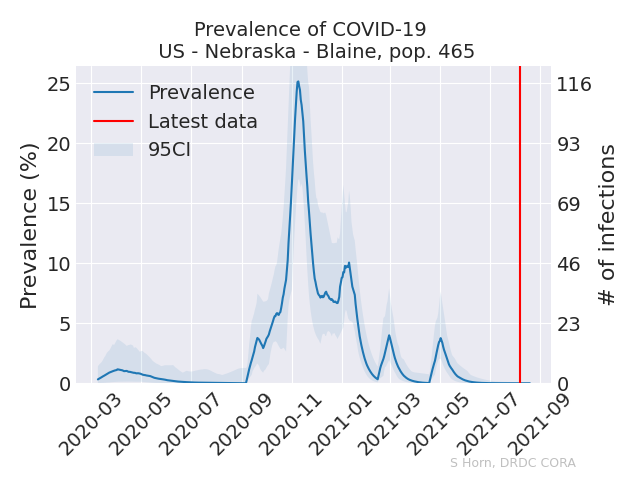 Prevalence of COVID-19
US - Nebraska - Blaine, pop. 465
Prevalence
Latest data
95CI
Prevalence (%)
25
20
15
10
5
0
# of infections
116
93
69
46
23
0
2020-03
2020-05
2020-07
2020-09
2020-11
2021-01
2021-03
2021-05
2021-07
2021-09
S Horn, DRDC CORA